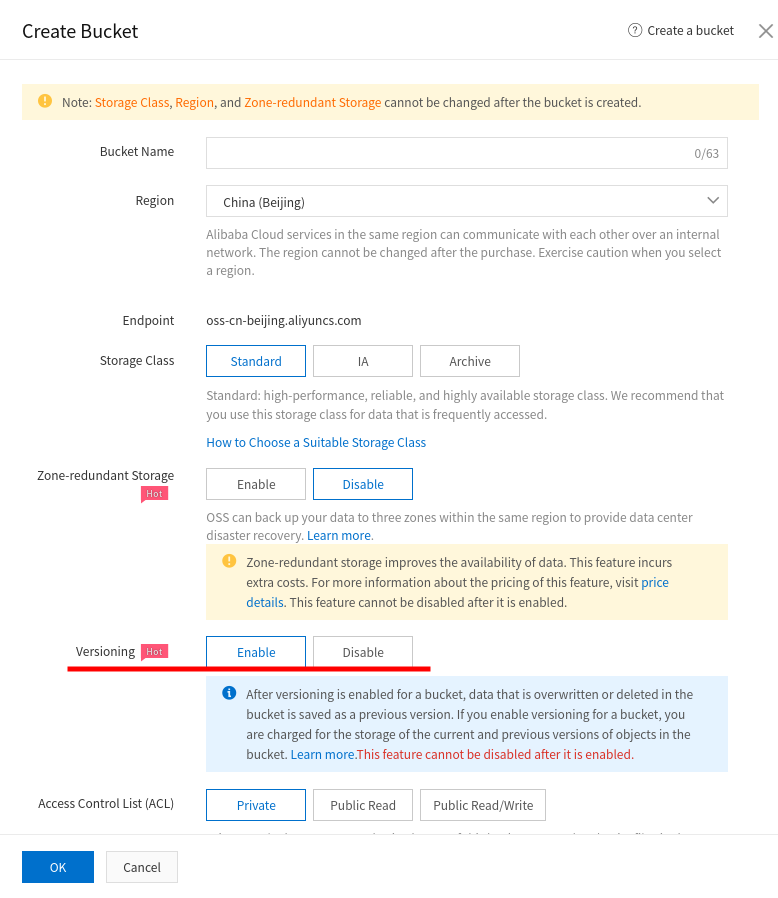 Create Bucket
Create a bucket
Note: Storage Class, Region, and Zone-redundant Storage cannot be changed after the bucket is created.
Bucket Name
0/63
Region
China (Beijing)
Alibaba Cloud services in the same region can communicate with each other over an internal
network. The region cannot be changed after the purchase. Exercise caution when you select
a region.
Endpoint
oss-cn-beijing.aliyuncs.com
Storage Class
Standard
IA
Archive
Standard: high-performance, reliable, and highly available storage class. We recommend that
you use this storage class for data that is frequently accessed.
How to Choose a Suitable Storage Class
Zone-redundant Storage
Hot
Enable
Disable
OSS can back up your data to three zones within the same region to provide data center
disaster recovery. Learn more.
Zone-redundant storage improves the availability of data. This feature incurs
extra costs. For more information about the pricing of this feature, visit price
details. This feature cannot be disabled after it is enabled.
Versioning
Hot
Enable
Disable
After versioning is enabled for a bucket, data that is overwritten or deleted in the
bucket is saved as a previous version. If you enable versioning for a bucket, you
are charged for the storage of the current and previous versions of objects in the
bucket. Learn more.This feature cannot be disabled after it is enabled.
Access Control List (ACL)
Private
Public Read
Public Read/Write
OK
Cancel